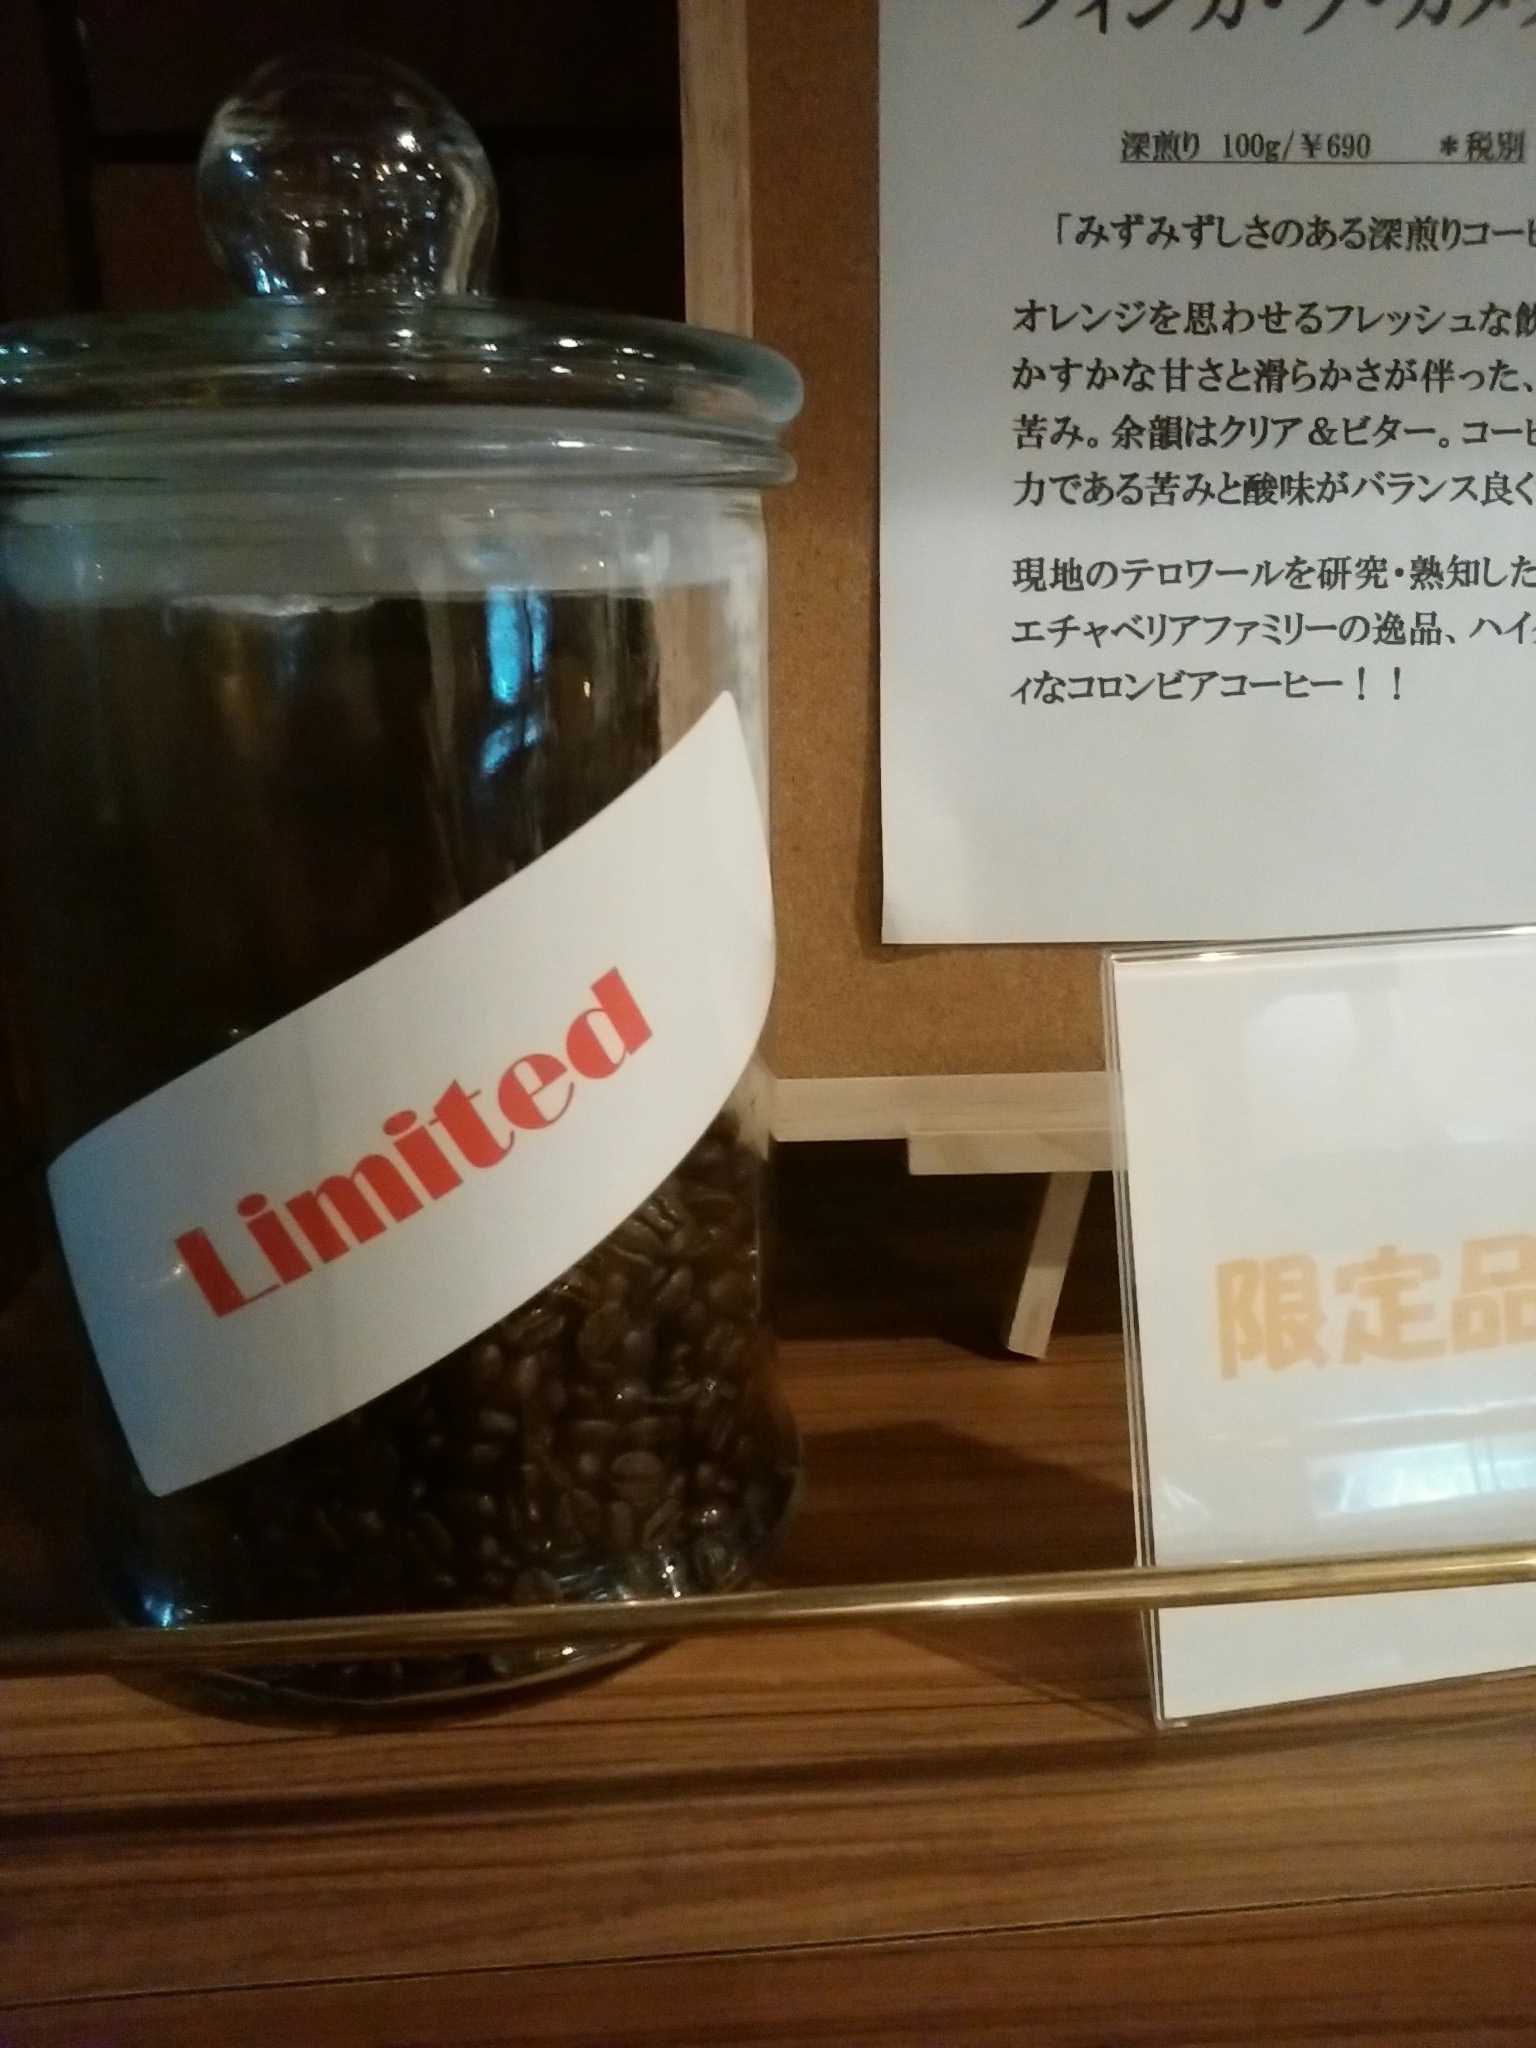 深煎り 100g/¥690 *税別
「みずみずしさのある深煎りコーヒ
オレンジを思わせるフレッシュな飲
かすかな甘さと滑らかさが伴った、
苦み。余韻はクリア＆ビター。コーヒ
力である苦みと酸味がバランス良く
現地のテロワールを研究・熟知した
エチャベリアファミリーの逸品、ハイク
ィなコロンビアコーヒー！！
Limited
限定品